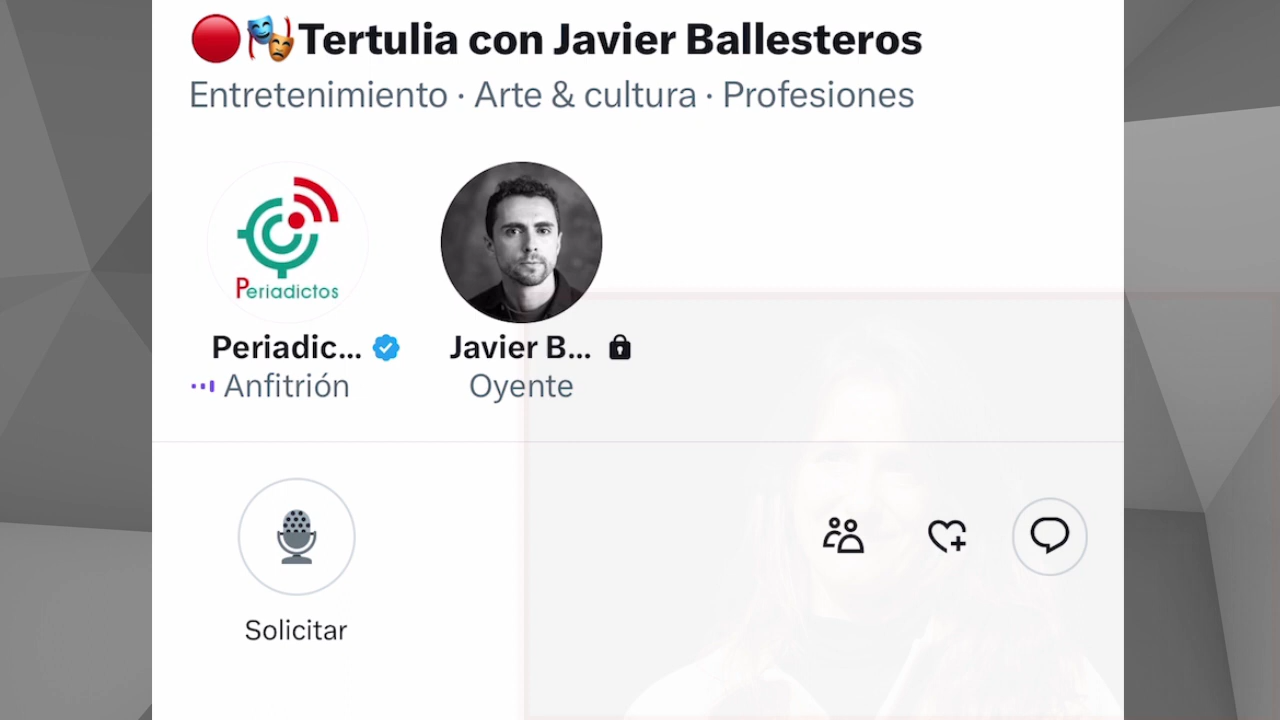 🔴🎭Tertulia con Javier Ballesteros
Entretenimiento · Arte & cultura · Profesiones
Periadictos
Periadic... Javier B...
Anfitrión Oyente
Solicitar